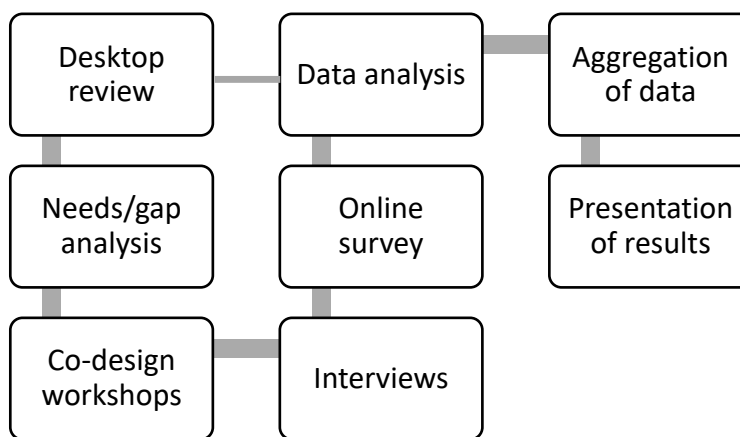 Desktop
review
Needs/gap
analysis
Co-design
workshops
Interviews
Online
survey
Data analysis
Aggregation
of data
Presentation
of results